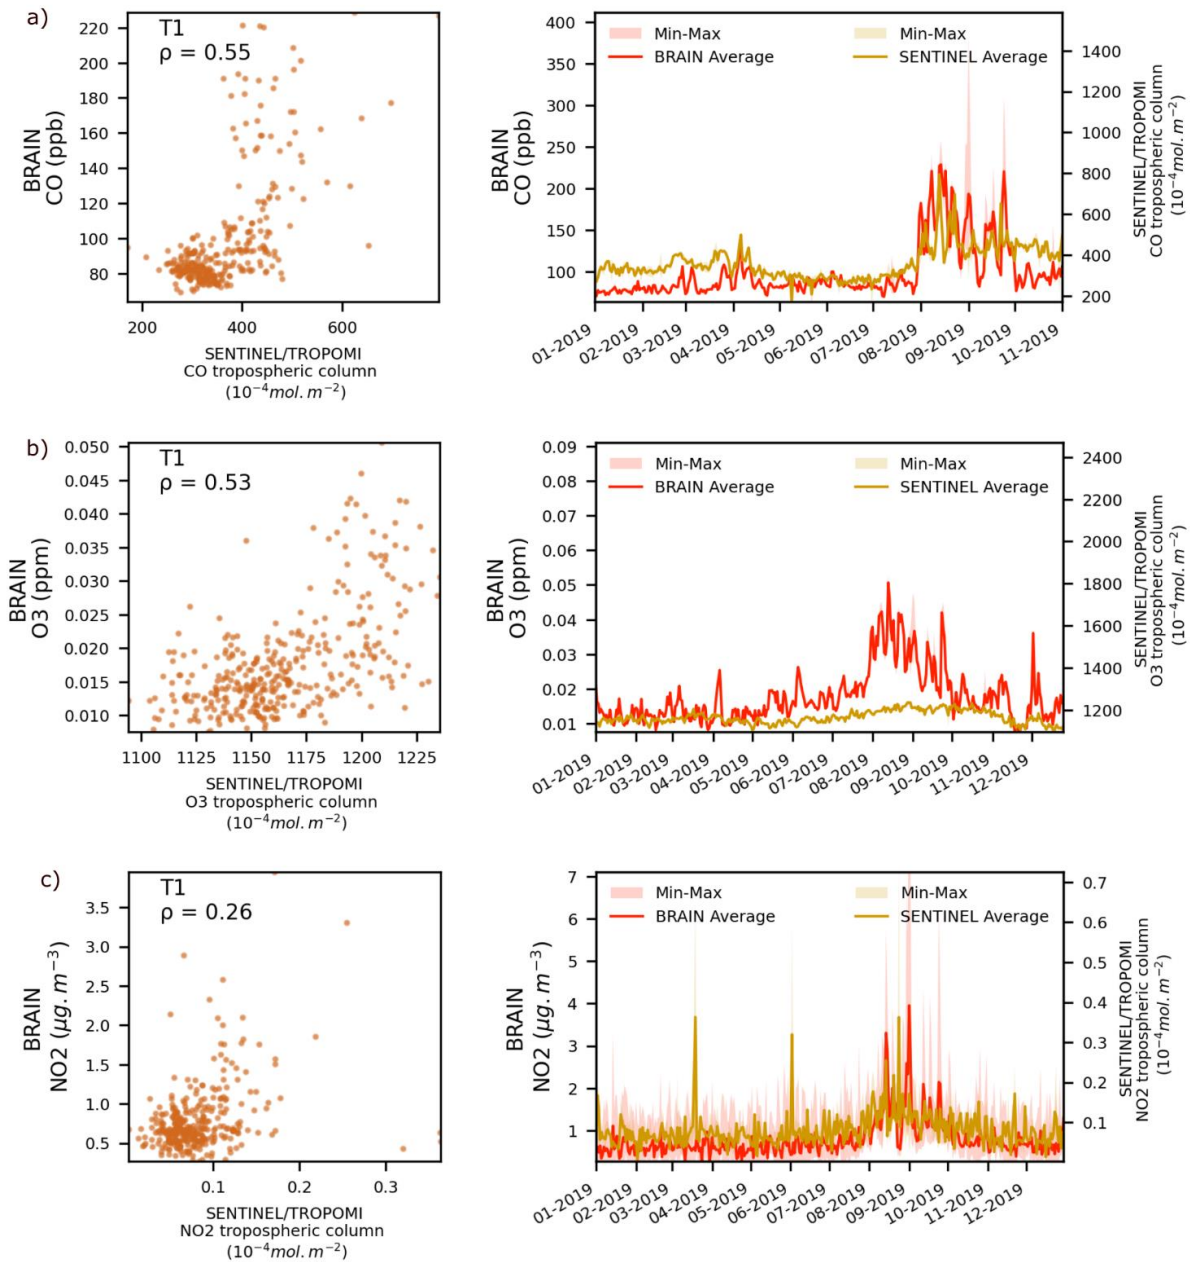 a)
T1
ρ = 0.55
220
200
180
160
140
120
100
80
BRAIN
CO (ppb)
200
400
600
SENTINEL/TROPOMI
CO tropospheric column
(10⁻⁴mol.m⁻²)
Min-Max
BRAIN Average
Min-Max
SENTINEL Average
400
350
300
250
200
150
100
BRAIN
CO (ppb)
1400
1200
1000
800
600
400
200
SENTINEL/TROPOMI
CO tropospheric column
(10⁻⁴mol.m⁻²)
01-2019
02-2019
03-2019
04-2019
05-2019
06-2019
07-2019
08-2019
09-2019
10-2019
11-2019
b)
T1
ρ = 0.53
0.050
0.045
0.040
0.035
0.030
0.025
0.020
0.015
0.010
BRAIN
O3 (ppm)
1100
1125
1150
1175
1200
1225
SENTINEL/TROPOMI
O3 tropospheric column
(10⁻⁴mol.m⁻²)
Min-Max
BRAIN Average
Min-Max
SENTINEL Average
0.09
0.08
0.07
0.06
0.05
0.04
0.03
0.02
0.01
BRAIN
O3 (ppm)
2400
2200
2000
1800
1600
1400
1200
SENTINEL/TROPOMI
O3 tropospheric column
(10⁻⁴mol.m⁻²)
01-2019
02-2019
03-2019
04-2019
05-2019
06-2019
07-2019
08-2019
09-2019
10-2019
11-2019
12-2019
c)
T1
ρ = 0.26
3.5
3.0
2.5
2.0
1.5
1.0
0.5
BRAIN
NO2 (μg.m⁻³)
0.1
0.2
0.3
SENTINEL/TROPOMI
NO2 tropospheric column
(10⁻⁴mol.m⁻²)
Min-Max
BRAIN Average
Min-Max
SENTINEL Average
7
6
5
4
3
2
1
BRAIN
NO2 (μg.m⁻³)
0.7
0.6
0.5
0.4
0.3
0.2
0.1
SENTINEL/TROPOMI
NO2 tropospheric column
(10⁻⁴mol.m⁻²)
01-2019
02-2019
03-2019
04-2019
05-2019
06-2019
07-2019
08-2019
09-2019
10-2019
11-2019
12-2019